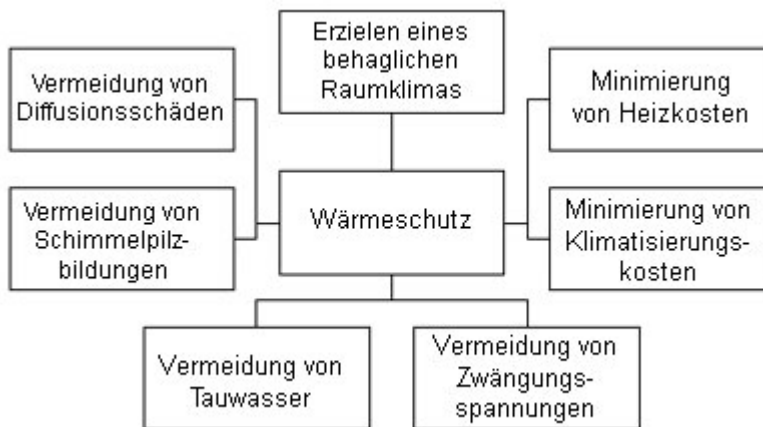 Erzielen eines
behaglichen
Raumklimas
Vermeidung von
Diffusionsschäden
Minimierung
von Heizkosten
Vermeidung von
Schimmelpilz-
bildungen
Wärmeschutz
Minimierung von
Klimatisierungs-
kosten
Vermeidung von
Tauwasser
Vermeidung von
Zwängungs-
spannungen